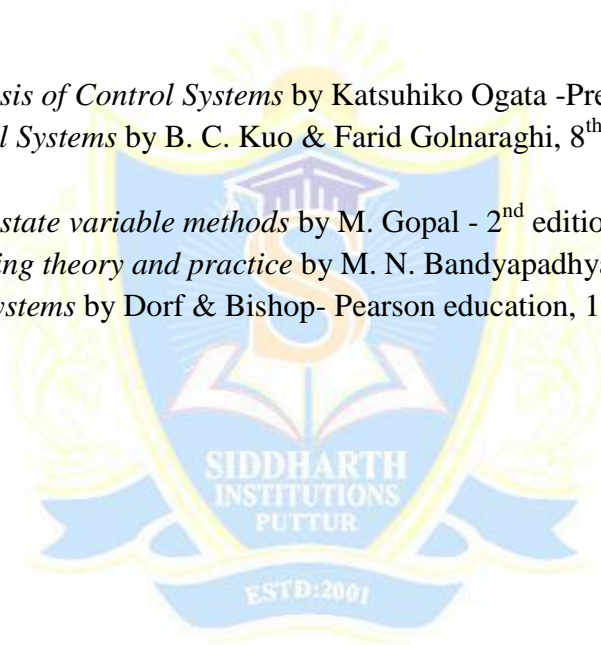 sis of Control Systems by Katsuhiko Ogata -Pre
l Systems by B. C. Kuo & Farid Golnaraghi, 8th
state variable methods by M. Gopal - 2nd editio
ing theory and practice by M. N. Bandyapadhya
ystems by Dorf & Bishop- Pearson education, 1
S
SIDDHARTH
INSTITUTIONS
PUTTUR
ESTD:2001